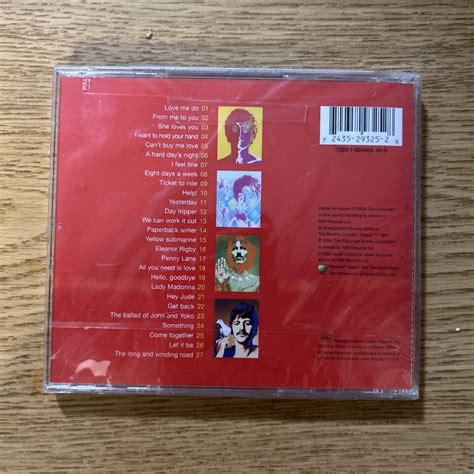 Love me do 01
From me to you 02
She loves you 03
I want to hold your hand 04
Can't buy me love 05
A hard day's night 06
I feel fine 07
Eight days a week 08
Ticket to ride 09
Help! 10
Yesterday 11
Day tripper 12
We can work it out 13
Paperback writer 14
Yellow submarine 15
Eleanor Rigby 16
Penny Lane 17
All you need is love 18
Hello, goodbye 19
Lady Madonna 20
Hey Jude 21
Get back 22
The ballad of John and Yoko 23
Something 24
Come together 25
Let it be 26
The long and winding road 27
7 2435-29325-2 8
EMI Records Ltd.